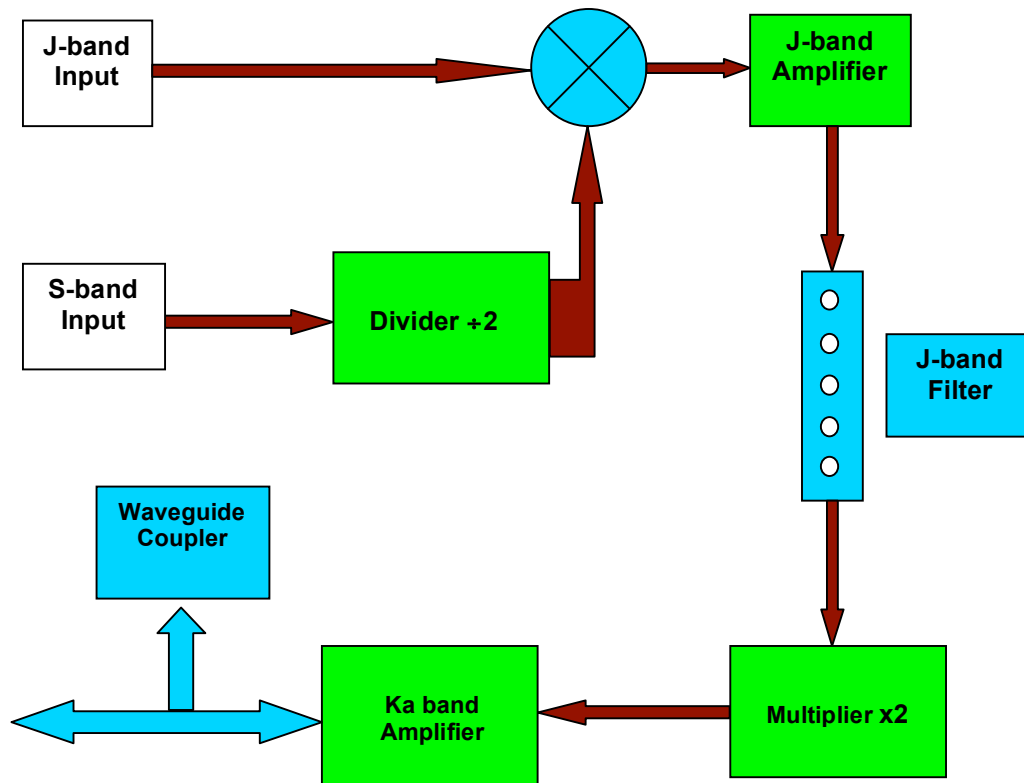 J-band
Input
J-band
Amplifier
S-band
Input
Divider ÷2
J-band
Filter
Waveguide
Coupler
Ka band
Amplifier
Multiplier x2